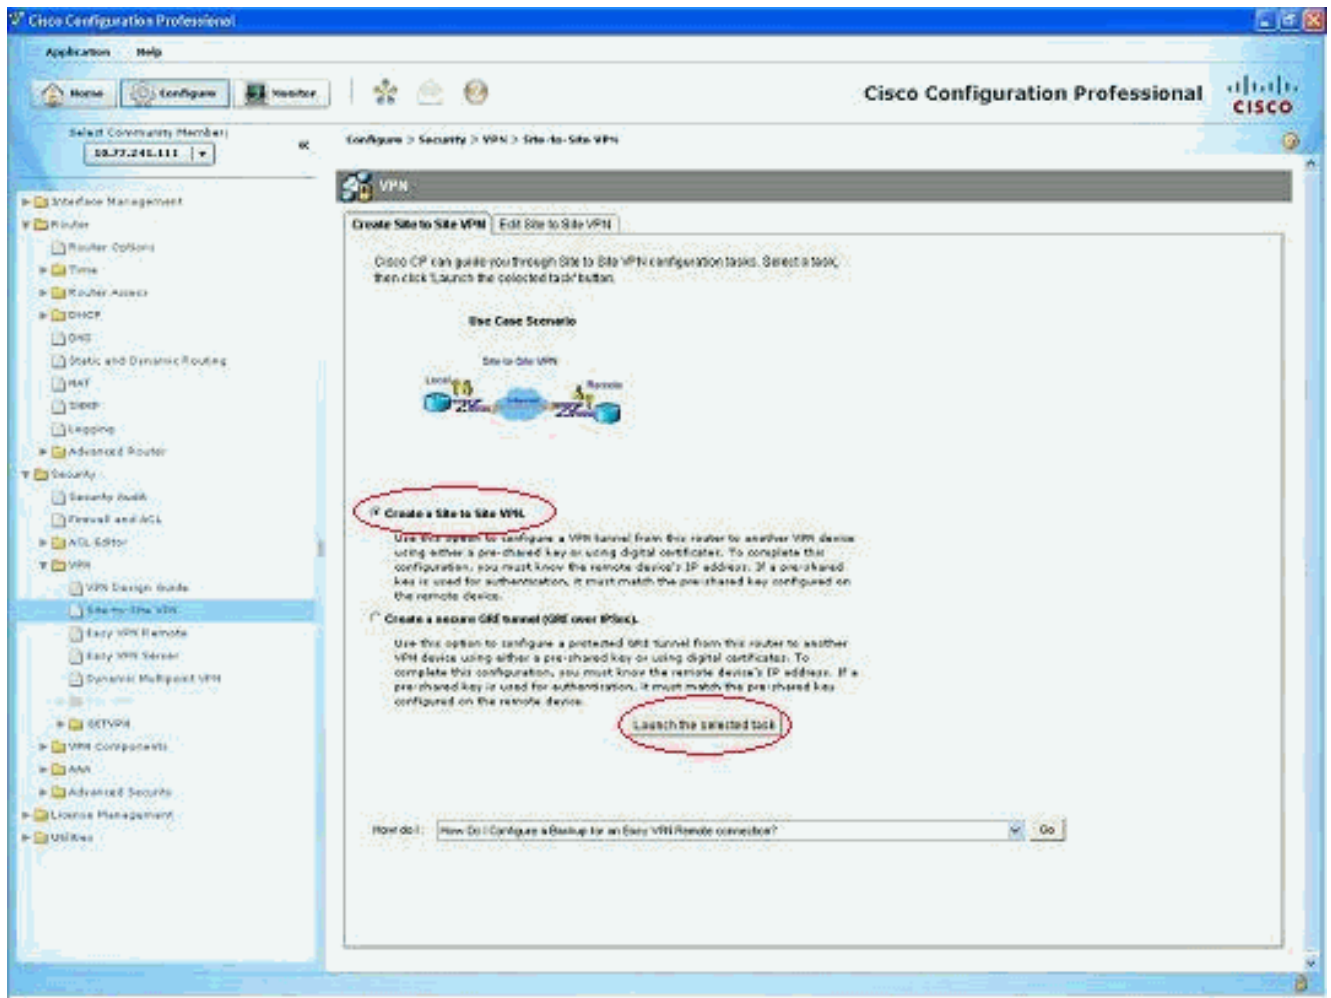 Cisco Configuration Professional
Application Help
Home Configure Monitor
Cisco Configuration Professional
CISCO
Select Community Member:
10.77.241.111
Configure > Security > VPN > Site-to-Site VPN
Interface Management
Router
Router Options
Time
Router Access
DHCP
DNS
Static and Dynamic Routing
NAT
SNMP
Logging
Advanced Router
Security
Security Audit
Firewall and ACL
ACL Editor
VPN
VPN Design Guide
Site-to-Site VPN
Easy VPN Remote
Easy VPN Server
Dynamic Multipoint VPN
GETVPN
VPN Components
AAA
Advanced Security
License Management
Utilities
VPN
Create Site to Site VPN Edit Site to Site VPN
Cisco CP can guide you through Site to Site VPN configuration tasks. Select a task,
then click 'Launch the selected task' button.
Use Case Scenario
Site-to-Site VPN
Local
Internet
Remote
Create a Site to Site VPN.
Use this option to configure a VPN tunnel from this router to another VPN device
using either a pre-shared key or using digital certificates. To complete this
configuration, you must know the remote device's IP address. If a pre-shared
key is used for authentication, it must match the pre-shared key configured on
the remote device.
Create a secure GRE tunnel (GRE over IPSec).
Use this option to configure a protected GRE tunnel from this router to another
VPN device using either a pre-shared key or using digital certificates. To
complete this configuration, you must know the remote device's IP address. If a
pre-shared key is used for authentication, it must match the pre-shared key
configured on the remote device.
Launch the selected task
How do I: How Do I Configure a Backup for an Easy VPN Remote connection? Go